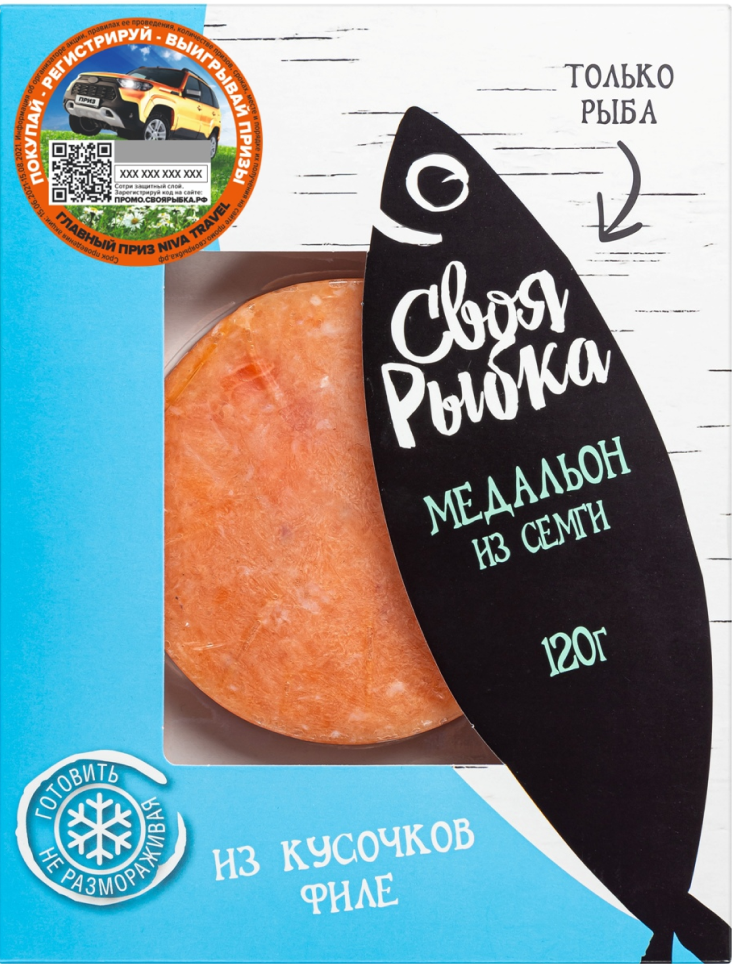 ПОКУПАЙ - РЕГИСТРИРУЙ - ВЫИГРЫВАЙ ПРИЗЫ
ПРИЗ
XXX XXX XXX XXX
Сотри защитный слой.
Зарегистрируй код на сайте:
ПРОМО.СВОЯРЫБКА.РФ
ГЛАВНЫЙ ПРИЗ NIVA TRAVEL
ТОЛЬКО
РЫБА
Своя
Рыбка
МЕДАЛЬОН
ИЗ СЕМГИ
120г
ГОТОВИТЬ
НЕ РАЗМОРАЖИВАЯ
ИЗ КУСОЧКОВ
ФИЛЕ